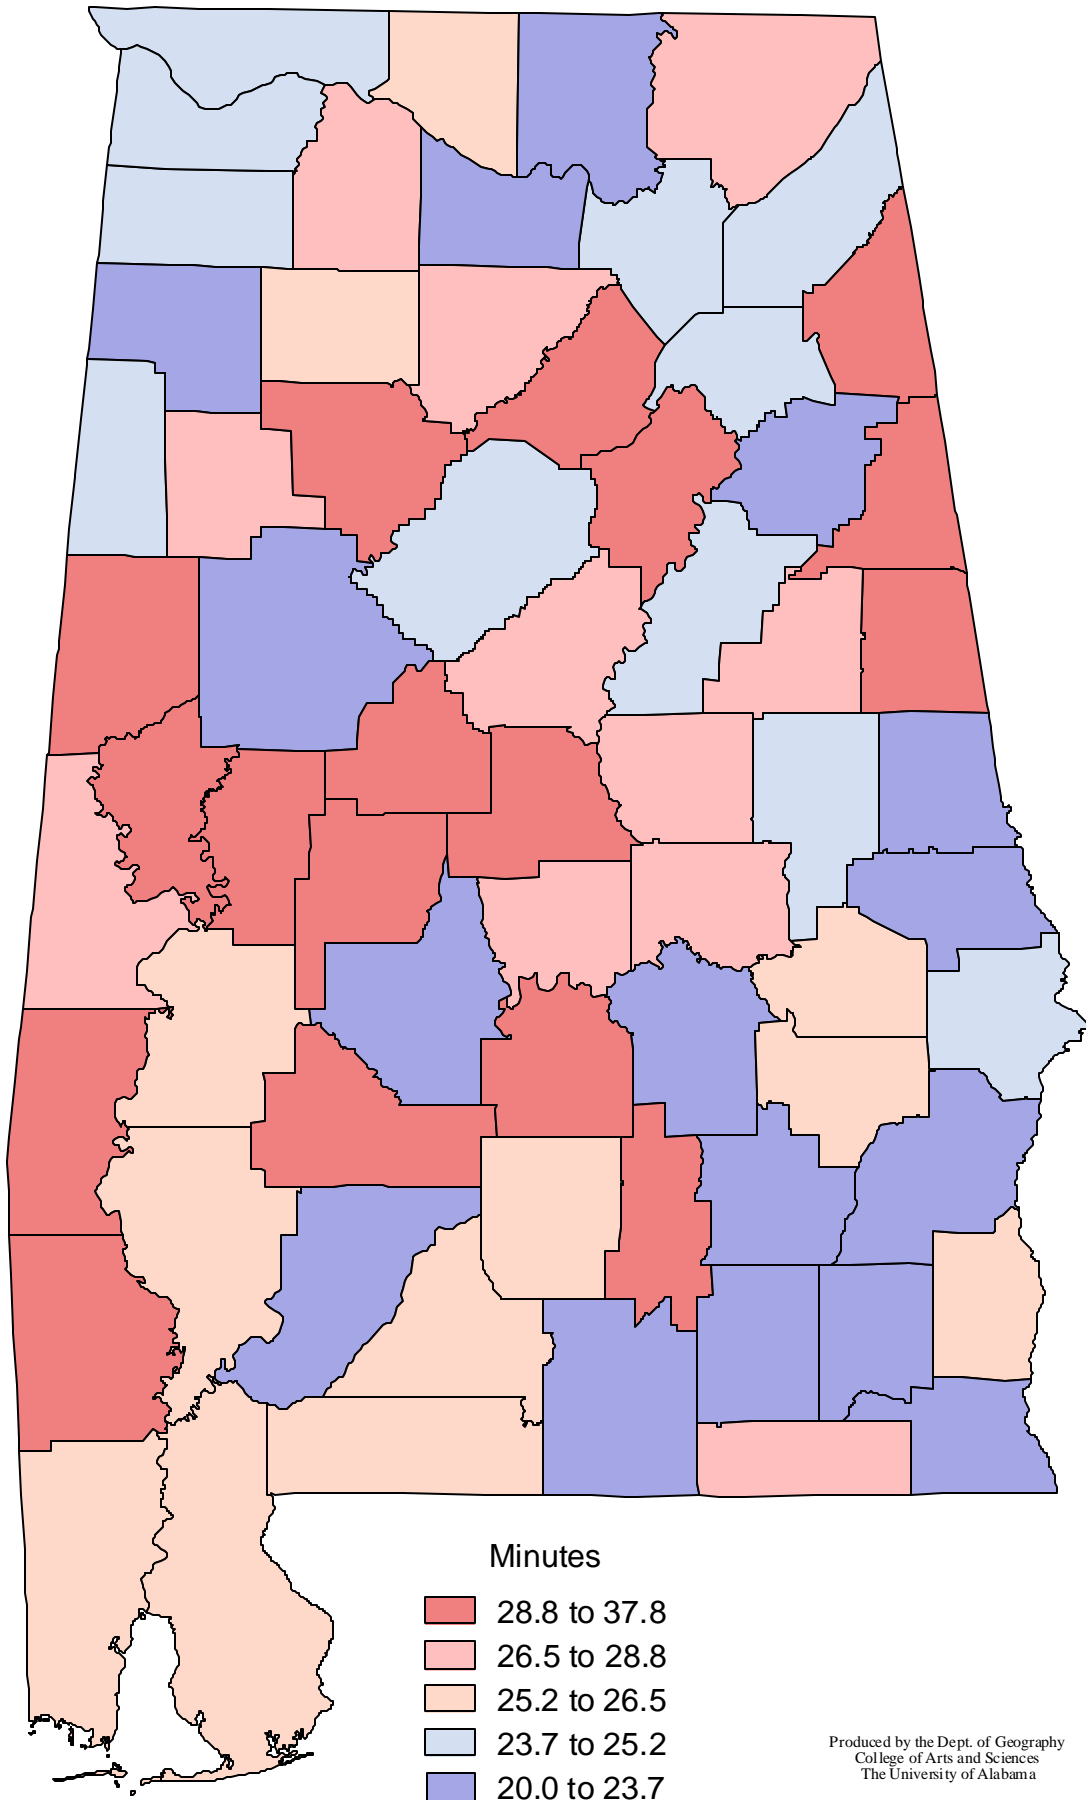 Minutes
28.8 to 37.8
26.5 to 28.8
25.2 to 26.5
23.7 to 25.2
20.0 to 23.7
Produced by the Dept. of Geography
College of Arts and Sciences
The University of Alabama